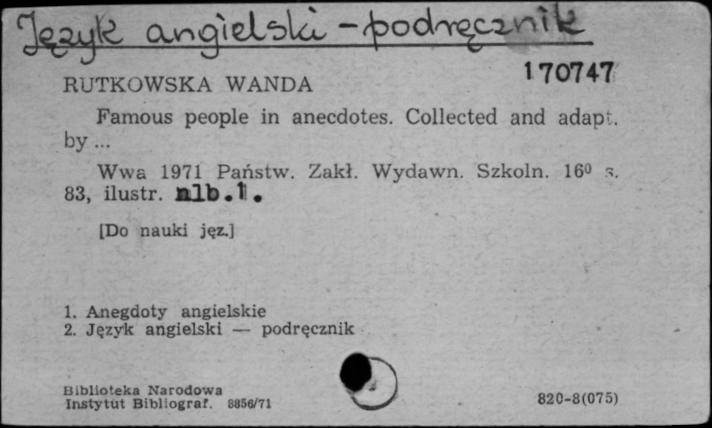 Język angielski - podręcznik
170747
RUTKOWSKA WANDA
Famous people in anecdotes. Collected and adapt.
by ...
Wwa 1971 Państw. Zakł. Wydawn. Szkoln. 16⁰ s.
83, ilustr. nlb.1.
[Do nauki jęz.]
1. Anegdoty angielskie
2. Język angielski — podręcznik
Biblioteka Narodowa
Instytut Bibliograf. 8856/71
820-8(075)